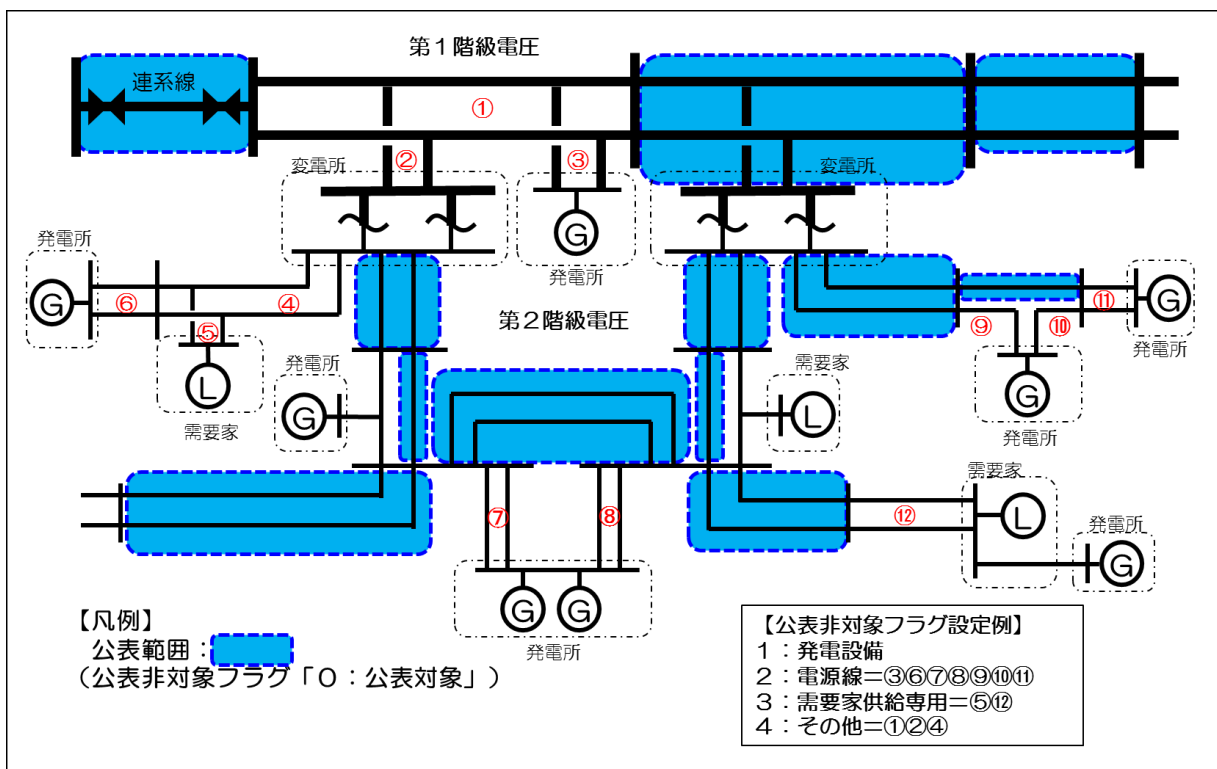 第１階級電圧
連系線
①
②
③
変電所
変電所
G
発電所
発電所
G
⑥
④
⑤
L
需要家
第２階級電圧
⑨
⑩
⑪
G
発電所
G
発電所
発電所
G
需要家
L
⑦
⑧
⑫
需要家
L
発電所
G
G
G
発電所
【凡例】
公表範囲：
（公表非対象フラグ「０：公表対象」）
【公表非対象フラグ設定例】
１：発電設備
２：電源線＝③⑥⑦⑧⑨⑩⑪
３：需要家供給専用＝⑤⑫
４：その他＝①②④